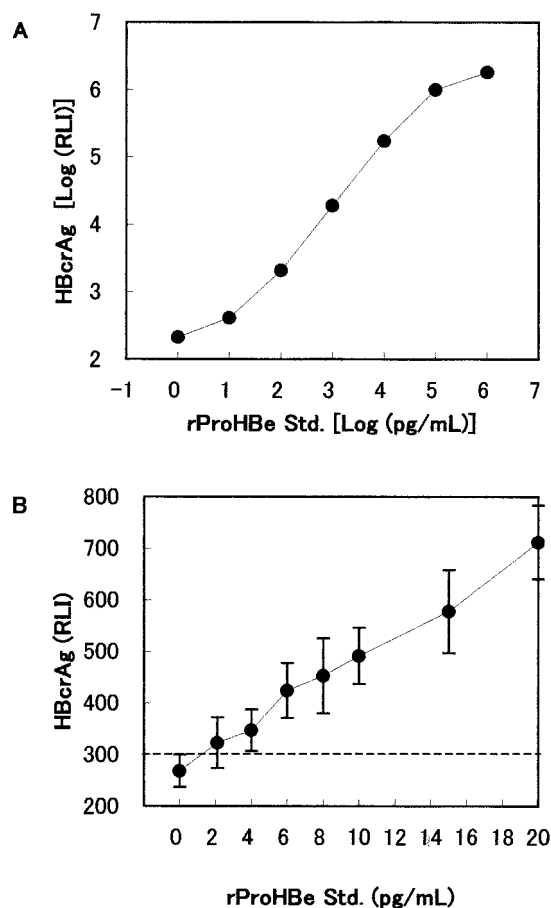 A
HBcrAg [Log (RLI)]
7
6
5
4
3
2
−1 0 1 2 3 4 5 6 7
rProHBe Std. [Log (pg/mL)]
B
HBcrAg (RLI)
800
700
600
500
400
300
200
0 2 4 6 8 10 12 14 16 18 20
rProHBe Std. (pg/mL)